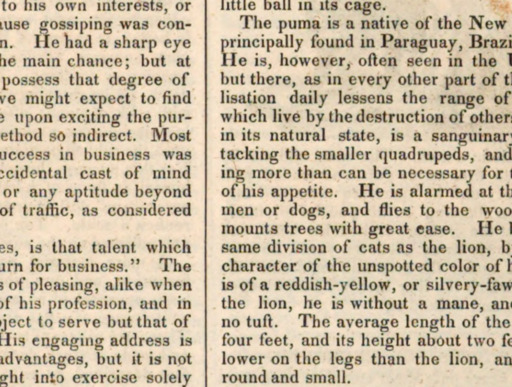 to his own interests, or
ause gossiping was con-
n. He had a sharp eye
he main chance; but at
possess that degree of
ve might expect to find
e upon exciting the pur-
ethod so indirect. Most
uccess in business was
ccidental cast of mind
or any aptitude beyond
of traffic, as considered
es, is that talent which
urn for business." The
s of pleasing, alike when
of his profession, and in
ject to serve but that of
His engaging address is
advantages, but it is not
ght into exercise solely
little ball in its cage.
The puma is a native of the New
principally found in Paraguay, Brazi
He is, however, often seen in the U
but there, as in every other part of t
lisation daily lessens the range of
which live by the destruction of others
in its natural state, is a sanguinar
tacking the smaller quadrupeds, and
ing more than can be necessary for t
of his appetite. He is alarmed at th
men or dogs, and flies to the woo
mounts trees with great ease. He b
same division of cats as the lion, b
character of the unspotted color of h
is of a reddish-yellow, or silvery-faw
the lion, he is without a mane, and
no tuft. The average length of the
four feet, and its height about two fe
lower on the legs than the lion, an
round and small.